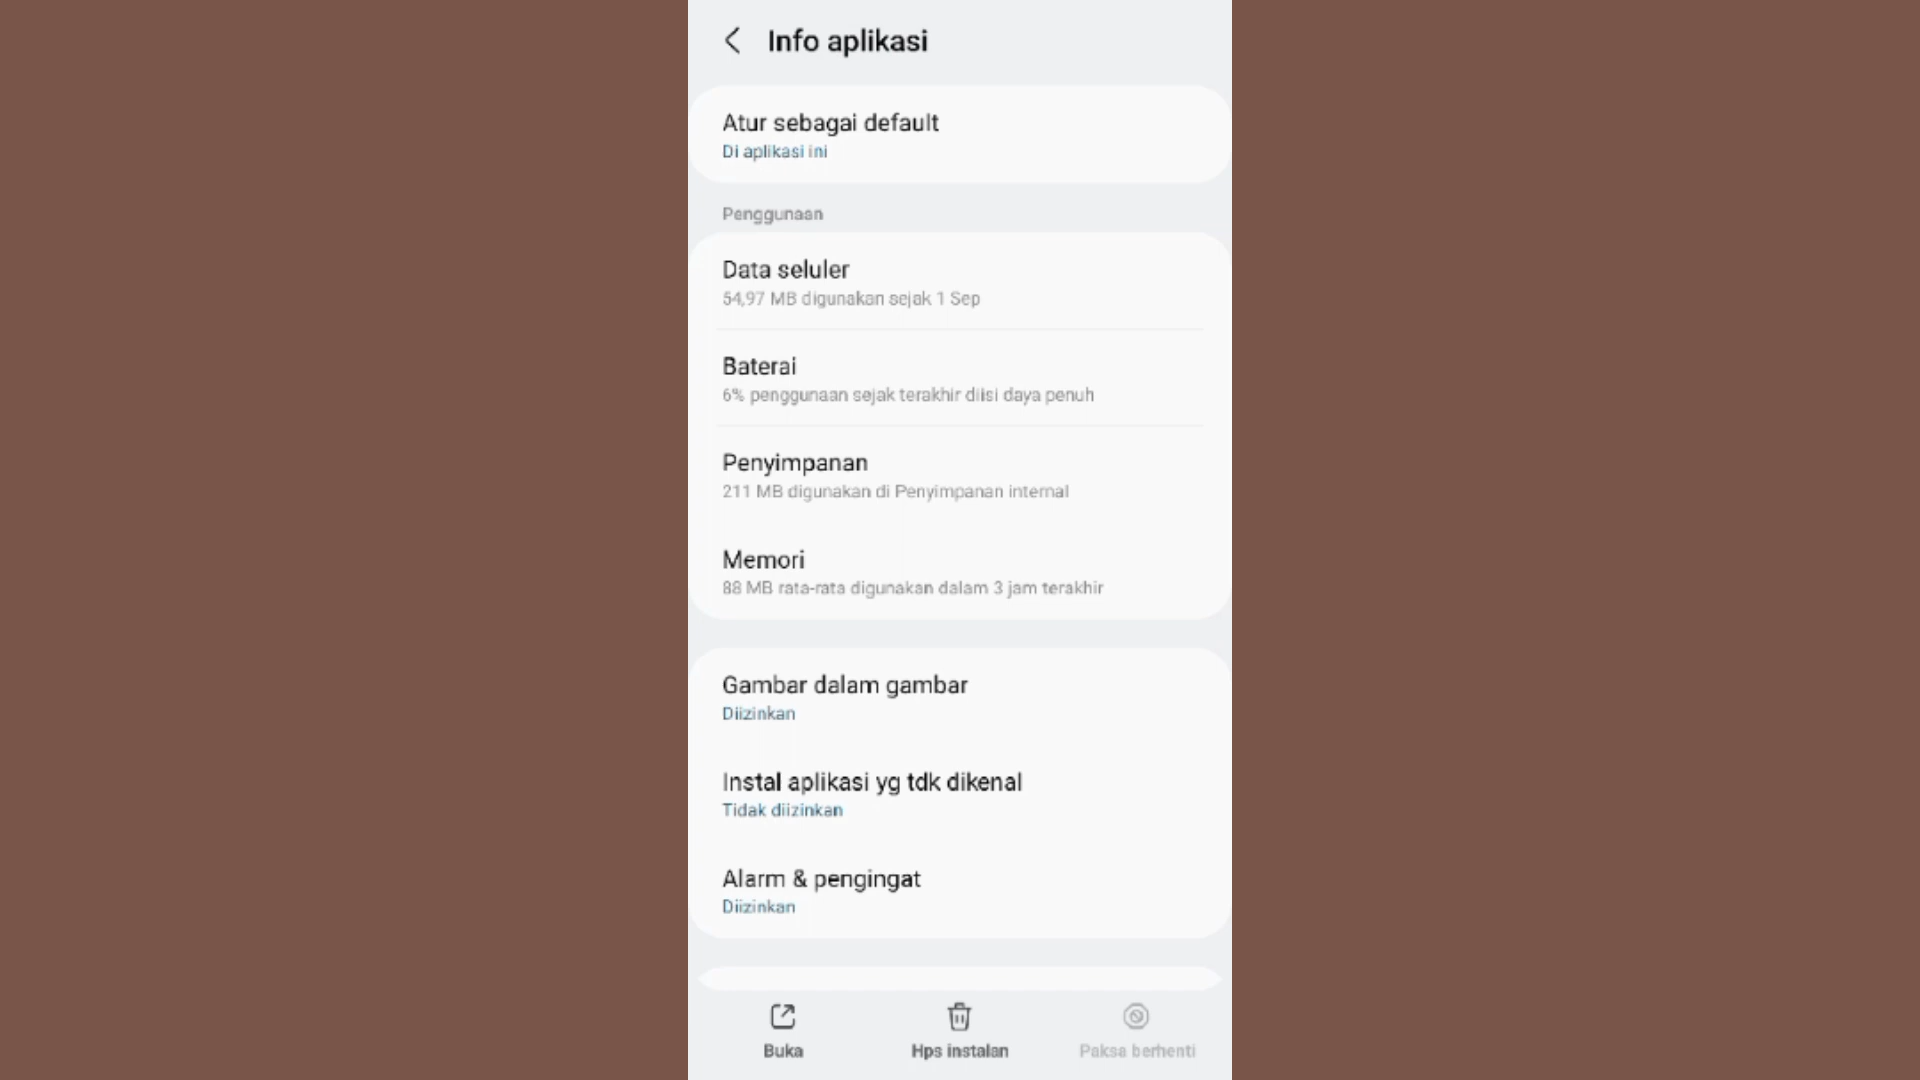 Info aplikasi
Atur sebagai default
Di aplikasi ini
Penggunaan
Data seluler
54,97 MB digunakan sejak 1 Sep
Baterai
6% penggunaan sejak terakhir diisi daya penuh
Penyimpanan
211 MB digunakan di Penyimpanan internal
Memori
88 MB rata-rata digunakan dalam 3 jam terakhir
Gambar dalam gambar
Diizinkan
Instal aplikasi yg tdk dikenal
Tidak diizinkan
Alarm & pengingat
Diizinkan
Buka
Hps instalan
Paksa berhenti